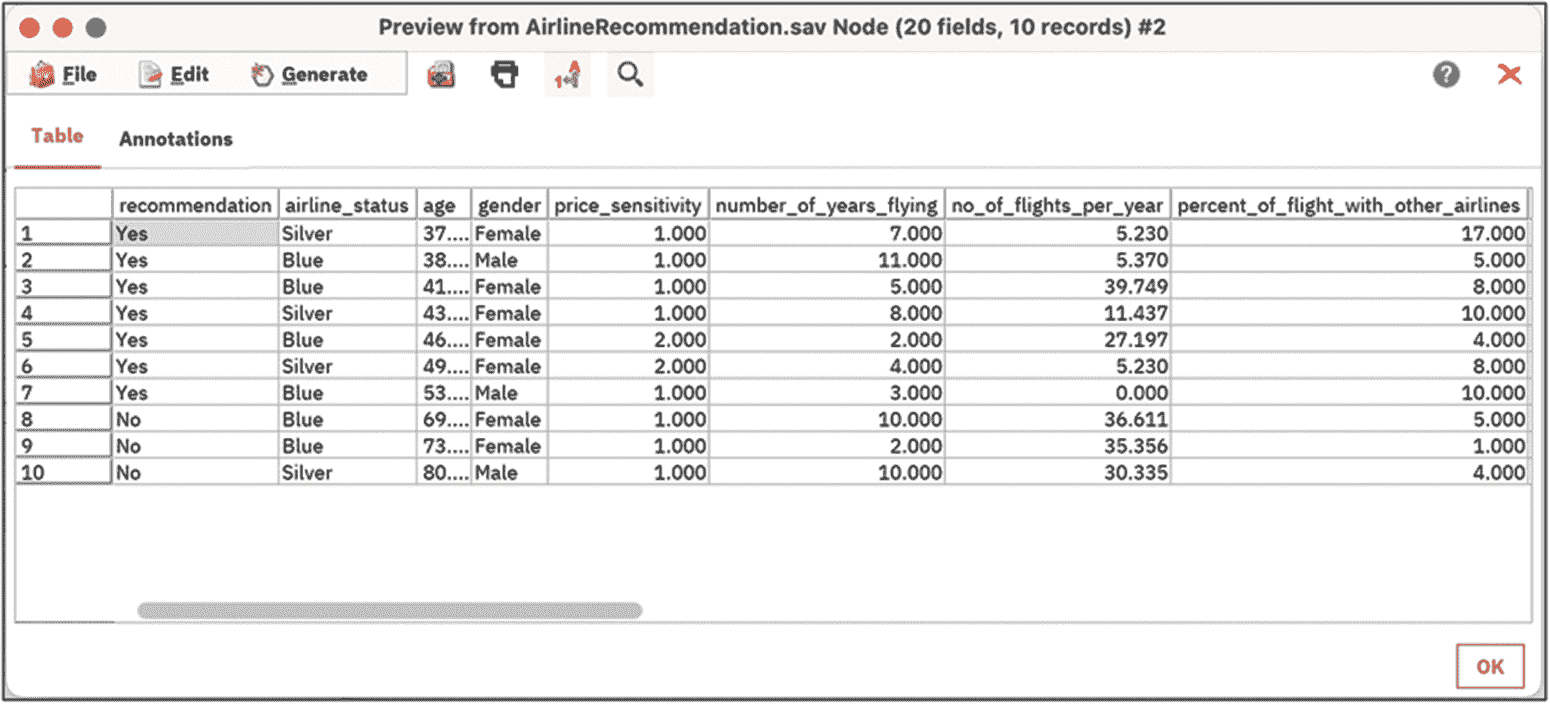 Preview from AirlineRecommendation.sav Node (20 fields, 10 records) #2
File Edit Generate
Table Annotations
recommendation airline_status age gender price_sensitivity number_of_years_flying no_of_flights_per_year percent_of_flight_with_other_airlines
1 Yes Silver 37.... Female 1.000 7.000 5.230 17.000
2 Yes Blue 38.... Male 1.000 11.000 5.370 5.000
3 Yes Blue 41.... Female 1.000 5.000 39.749 8.000
4 Yes Silver 43.... Female 1.000 8.000 11.437 10.000
5 Yes Blue 46.... Female 2.000 2.000 27.197 4.000
6 Yes Silver 49.... Female 2.000 4.000 5.230 8.000
7 Yes Blue 53.... Male 1.000 3.000 0.000 10.000
8 No Blue 69.... Female 1.000 10.000 36.611 5.000
9 No Blue 73.... Female 1.000 2.000 35.356 1.000
10 No Silver 80.... Male 1.000 10.000 30.335 4.000
OK